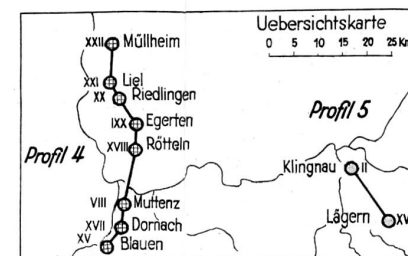 Uebersichtskarte
0 5 10 15 20 25 Km
XXII Müllheim
XXI Liel
XX Riedlingen
IXX Egerten
XVIII Rötteln
Profil 4
Profil 5
Klingnau II
Lägern XV
VIII Muttenz
XVII Dornach
XV Blauen